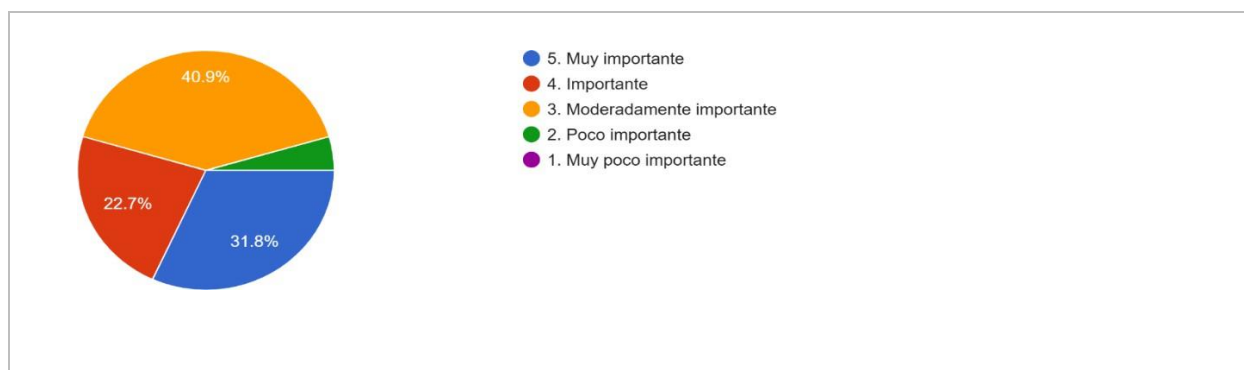 40.9%
22.7%
31.8%
5. Muy importante
4. Importante
3. Moderadamente importante
2. Poco importante
1. Muy poco importante